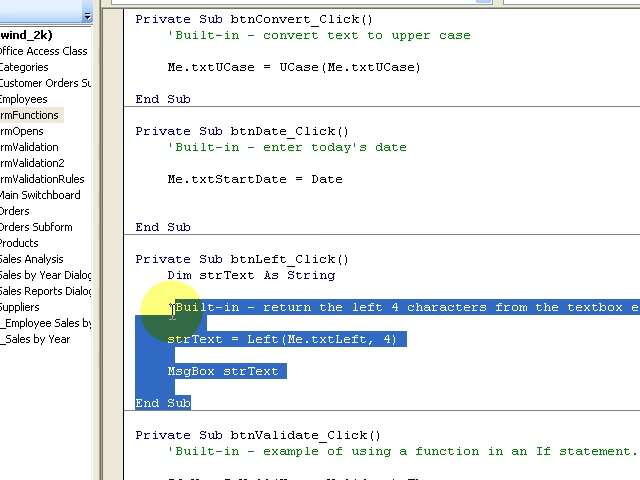 wind_2k)
Office Access Class
Categories
Customer Orders Su
Employees
rmFunctions
rmOpens
rmValidation
rmValidation2
rmValidationRules
Main Switchboard
Orders
Orders Subform
Products
Sales Analysis
Sales by Year Dialog
Sales Reports Dialog
Suppliers
_Employee Sales by
_Sales by Year
Private Sub btnConvert_Click()
'Built-in - convert text to upper case
Me.txtUCase = UCase(Me.txtUCase)
End Sub
Private Sub btnDate_Click()
'Built-in - enter today's date
Me.txtStartDate = Date
End Sub
Private Sub btnLeft_Click()
Dim strText As String
'Built-in - return the left 4 characters from the textbox e
strText = Left(Me.txtLeft, 4)
MsgBox strText
End Sub
Private Sub btnValidate_Click()
'Built-in - example of using a function in an If statement.